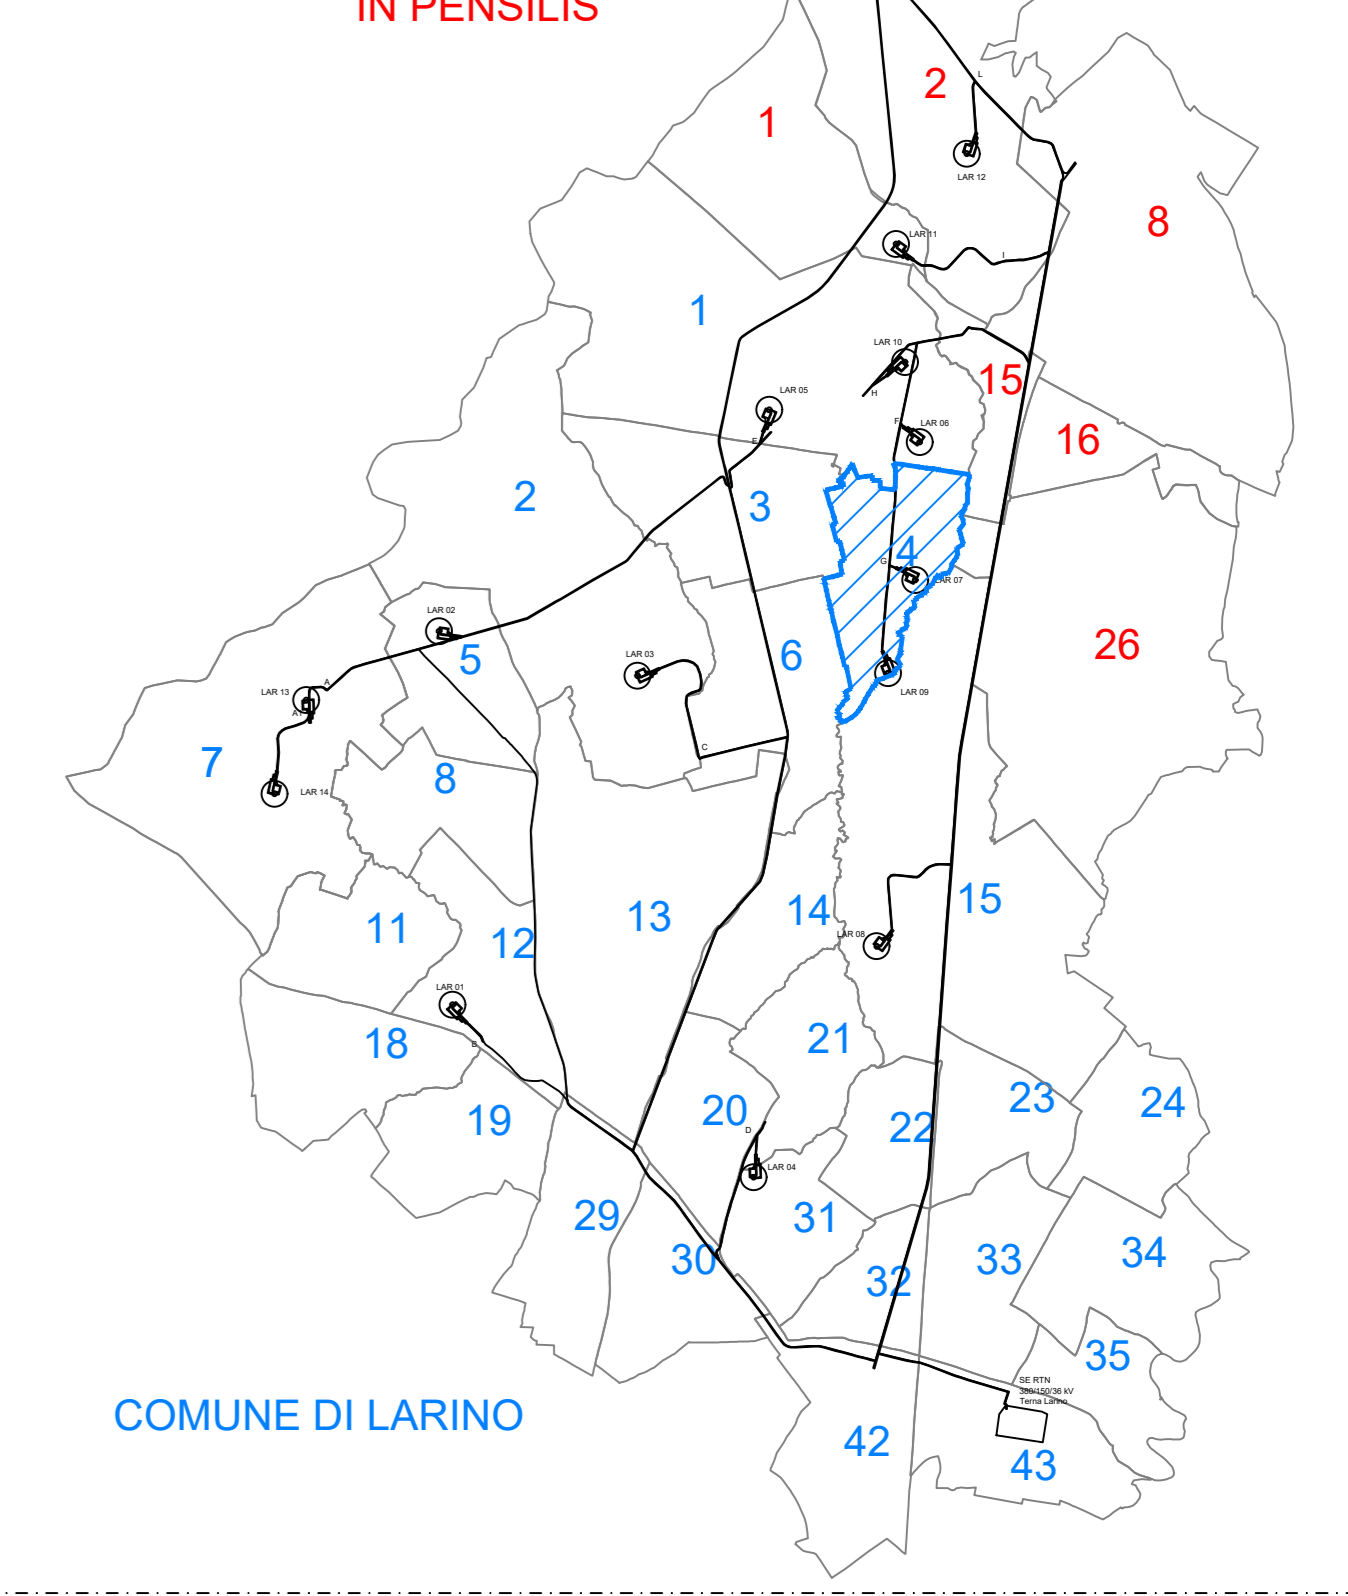 IN PENSILIS
2
L
1
LAR 12
8
LAR 11
I
1
LAR 10
15
H
LAR 05
F
LAR 06
16
E
2
3
4
G
LAR 07
LAR 02
5
LAR 03
6
26
A
LAR 13
A1
LAR 09
C
7
8
LAR 14
15
14
13
11
12
LAR 08
LAR 01
18
B
21
23
24
20
19
22
D
LAR 04
29
31
30
33
34
32
35
SE RTN
380/150/36 kV
Terna Larino
COMUNE DI LARINO
42
43